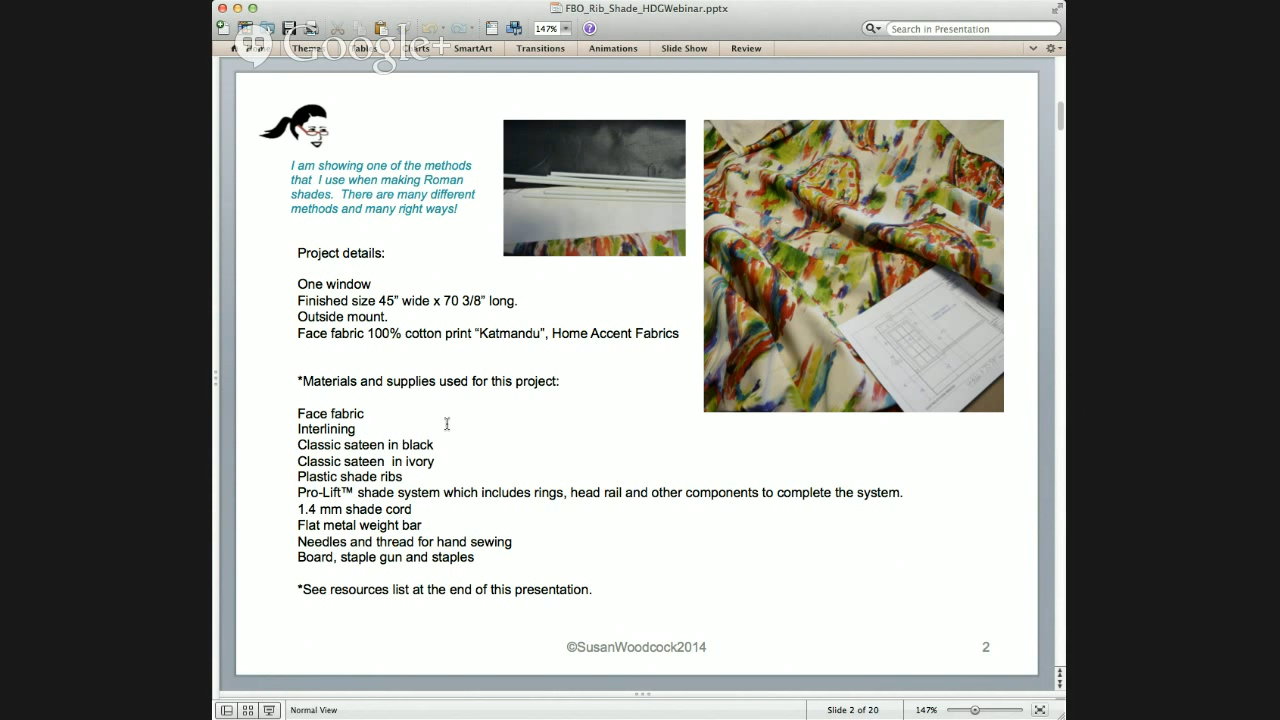 FBO_Rib_Shade_HDGWebinar.pptx
147%
Search in Presentation
Google+
Themes Tables Charts SmartArt Transitions Animations Slide Show Review
I am showing one of the methods
that I use when making Roman
shades. There are many different
methods and many right ways!
Project details:
One window
Finished size 45” wide x 70 3/8” long.
Outside mount.
Face fabric 100% cotton print “Katmandu”, Home Accent Fabrics
*Materials and supplies used for this project:
Face fabric
Interlining
Classic sateen in black
Classic sateen in ivory
Plastic shade ribs
Pro-Lift™ shade system which includes rings, head rail and other components to complete the system.
1.4 mm shade cord
Flat metal weight bar
Needles and thread for hand sewing
Board, staple gun and staples
*See resources list at the end of this presentation.
©SusanWoodcock2014
2
Normal View
Slide 2 of 20
147%